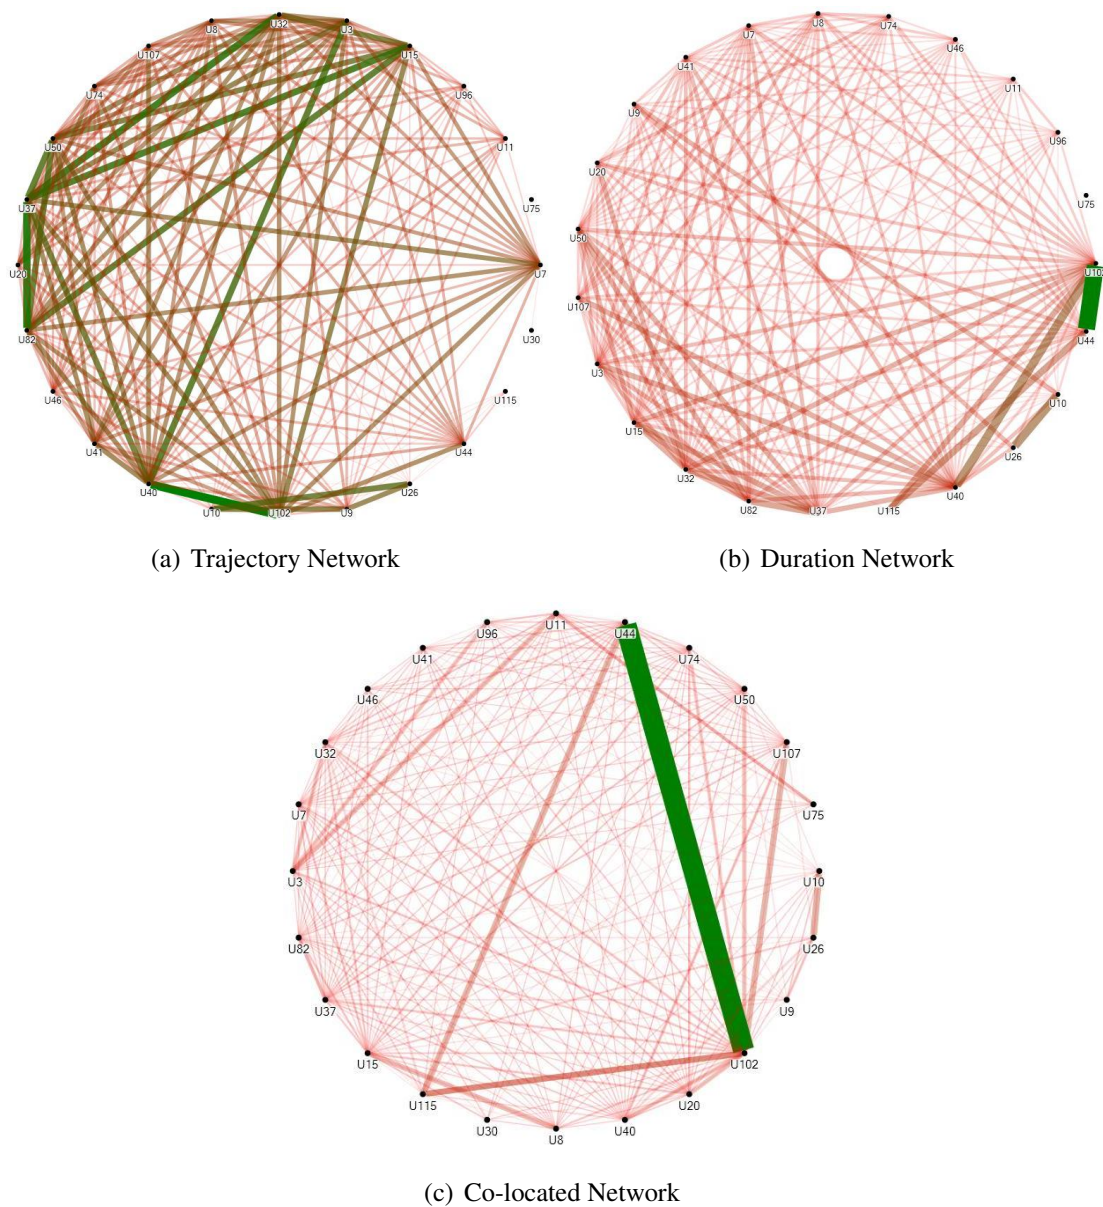 U8
U32
U3
U15
U107
U96
U74
U11
U50
U75
U37
U7
U20
U30
U82
U115
U46
U44
U41
U26
U40
U10
U102
U9
(a) Trajectory Network
U8
U74
U7
U46
U41
U11
U9
U96
U20
U75
U50
U102
U107
U44
U3
U10
U15
U26
U32
U40
U82
U37
U115
(b) Duration Network
U11
U96
U44
U41
U74
U46
U50
U32
U107
U7
U75
U3
U10
U82
U26
U37
U9
U15
U102
U115
U20
U30
U40
U8
(c) Co-located Network